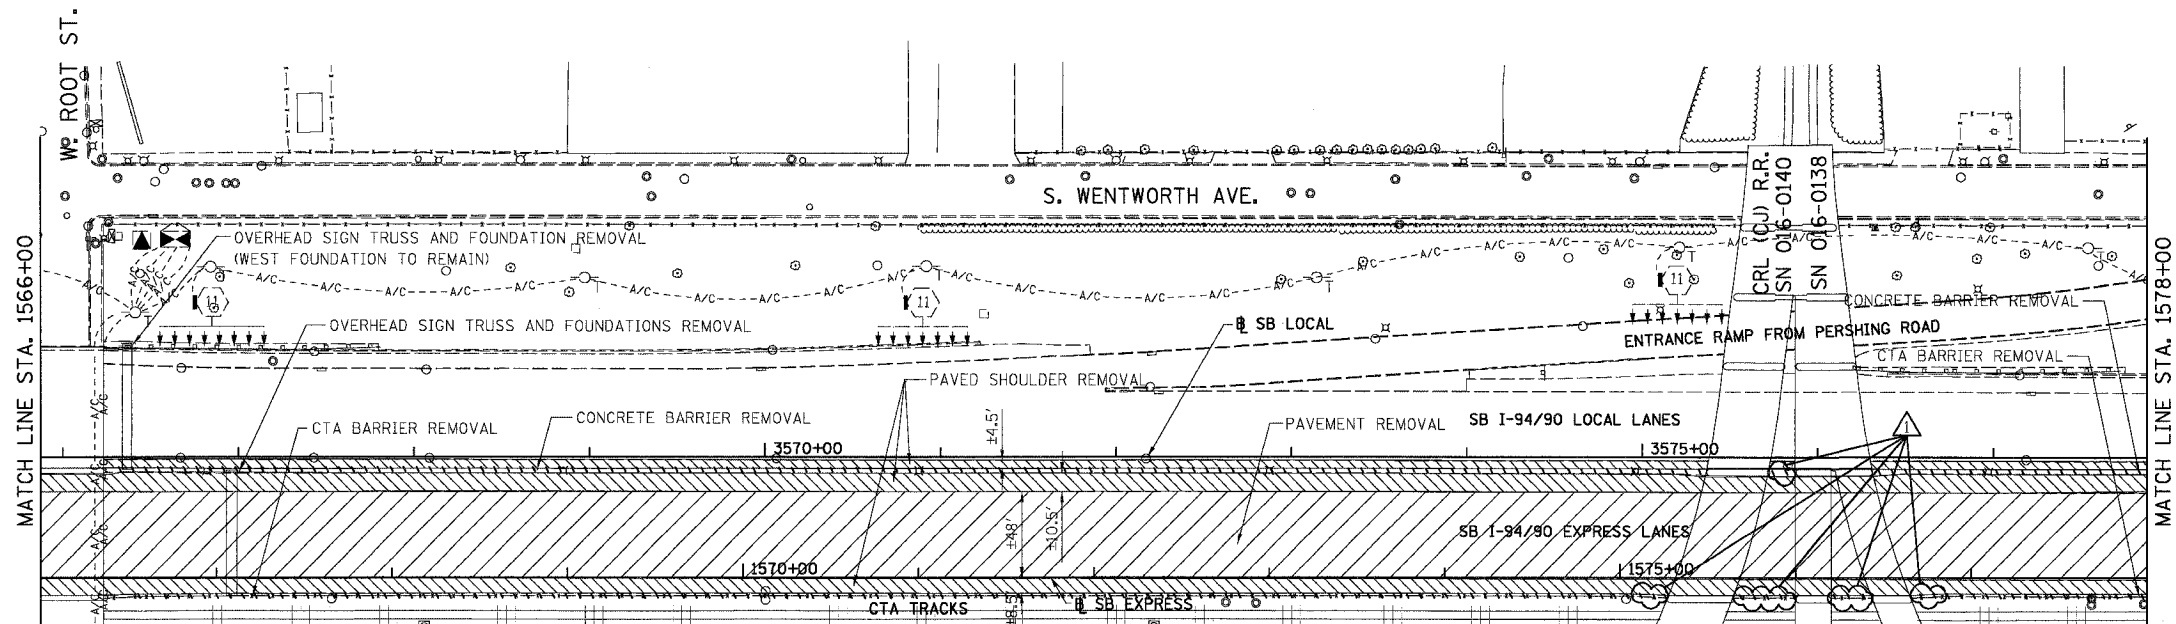 W. ROOT ST.
S. WENTWORTH AVE.
CRL (CJ) R.R.
SN 016-0140
SN 016-0138
MATCH LINE STA. 1566+00
MATCH LINE STA. 1578+00
OVERHEAD SIGN TRUSS AND FOUNDATION REMOVAL
(WEST FOUNDATION TO REMAIN)
A/C A/C A/C A/C A/C A/C A/C A/C A/C A/C A/C A/C A/C A/C
11
11
11
CONCRETE BARRIER REMOVAL
OVERHEAD SIGN TRUSS AND FOUNDATIONS REMOVAL
℄ SB LOCAL
ENTRANCE RAMP FROM PERSHING ROAD
CTA BARRIER REMOVAL
PAVED SHOULDER REMOVAL
CTA BARRIER REMOVAL
CONCRETE BARRIER REMOVAL
±4.5'
PAVEMENT REMOVAL
SB I-94/90 LOCAL LANES
1
3570+00
3575+00
±48'
±10.5'
SB I-94/90 EXPRESS LANES
1570+00
1575+00
CTA TRACKS
℄ SB EXPRESS